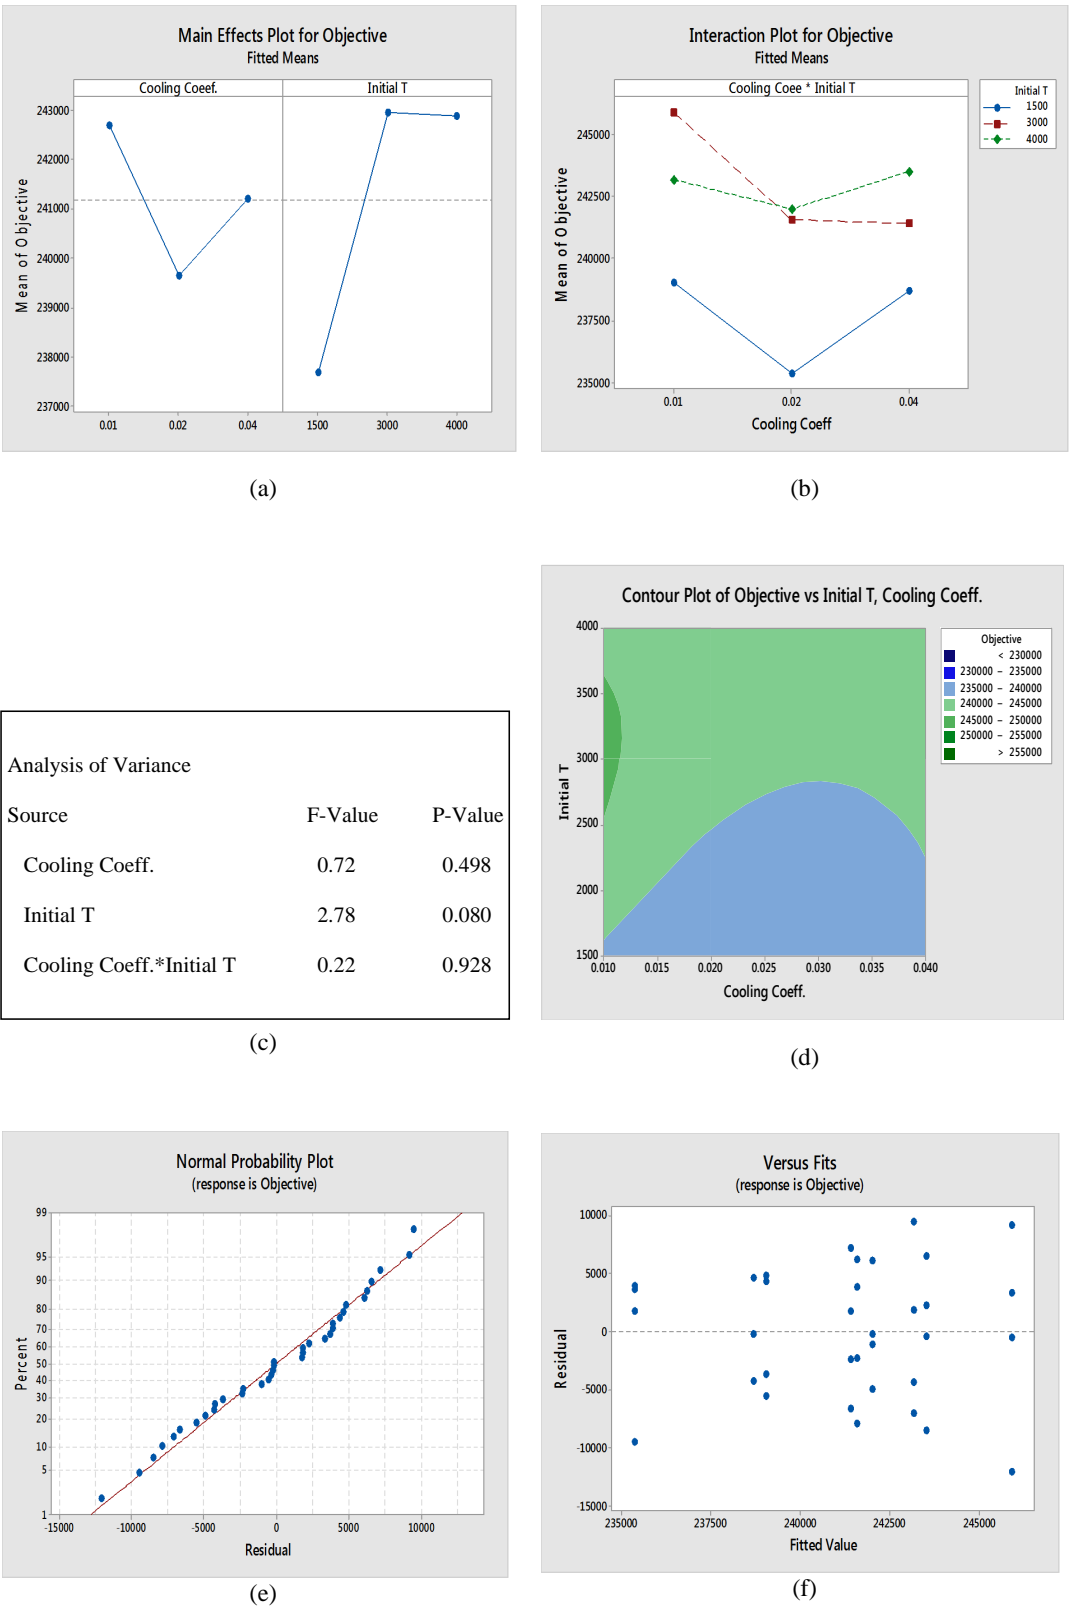 Main Effects Plot for Objective
Fitted Means
Cooling Coeef.
Initial T
243000
242000
241000
240000
239000
238000
237000
Mean of Objective
0.01
0.02
0.04
1500
3000
4000
(a)
Interaction Plot for Objective
Fitted Means
Cooling Coee * Initial T
Initial T
1500
3000
4000
245000
242500
240000
237500
235000
Mean of Objective
0.01
0.02
0.04
Cooling Coeff
(b)
Analysis of Variance
Source F-Value P-Value
Cooling Coeff. 0.72 0.498
Initial T 2.78 0.080
Cooling Coeff.*Initial T 0.22 0.928
(c)
Contour Plot of Objective vs Initial T, Cooling Coeff.
4000
3500
3000
2500
2000
1500
Initial T
0.010
0.015
0.020
0.025
0.030
0.035
0.040
Cooling Coeff.
Objective
< 230000
230000 – 235000
235000 – 240000
240000 – 245000
245000 – 250000
250000 – 255000
> 255000
(d)
Normal Probability Plot
(response is Objective)
99
95
90
80
70
60
50
40
30
20
10
5
1
Percent
-15000
-10000
-5000
0
5000
10000
Residual
(e)
Versus Fits
(response is Objective)
10000
5000
0
-5000
-10000
-15000
Residual
235000
237500
240000
242500
245000
Fitted Value
(f)